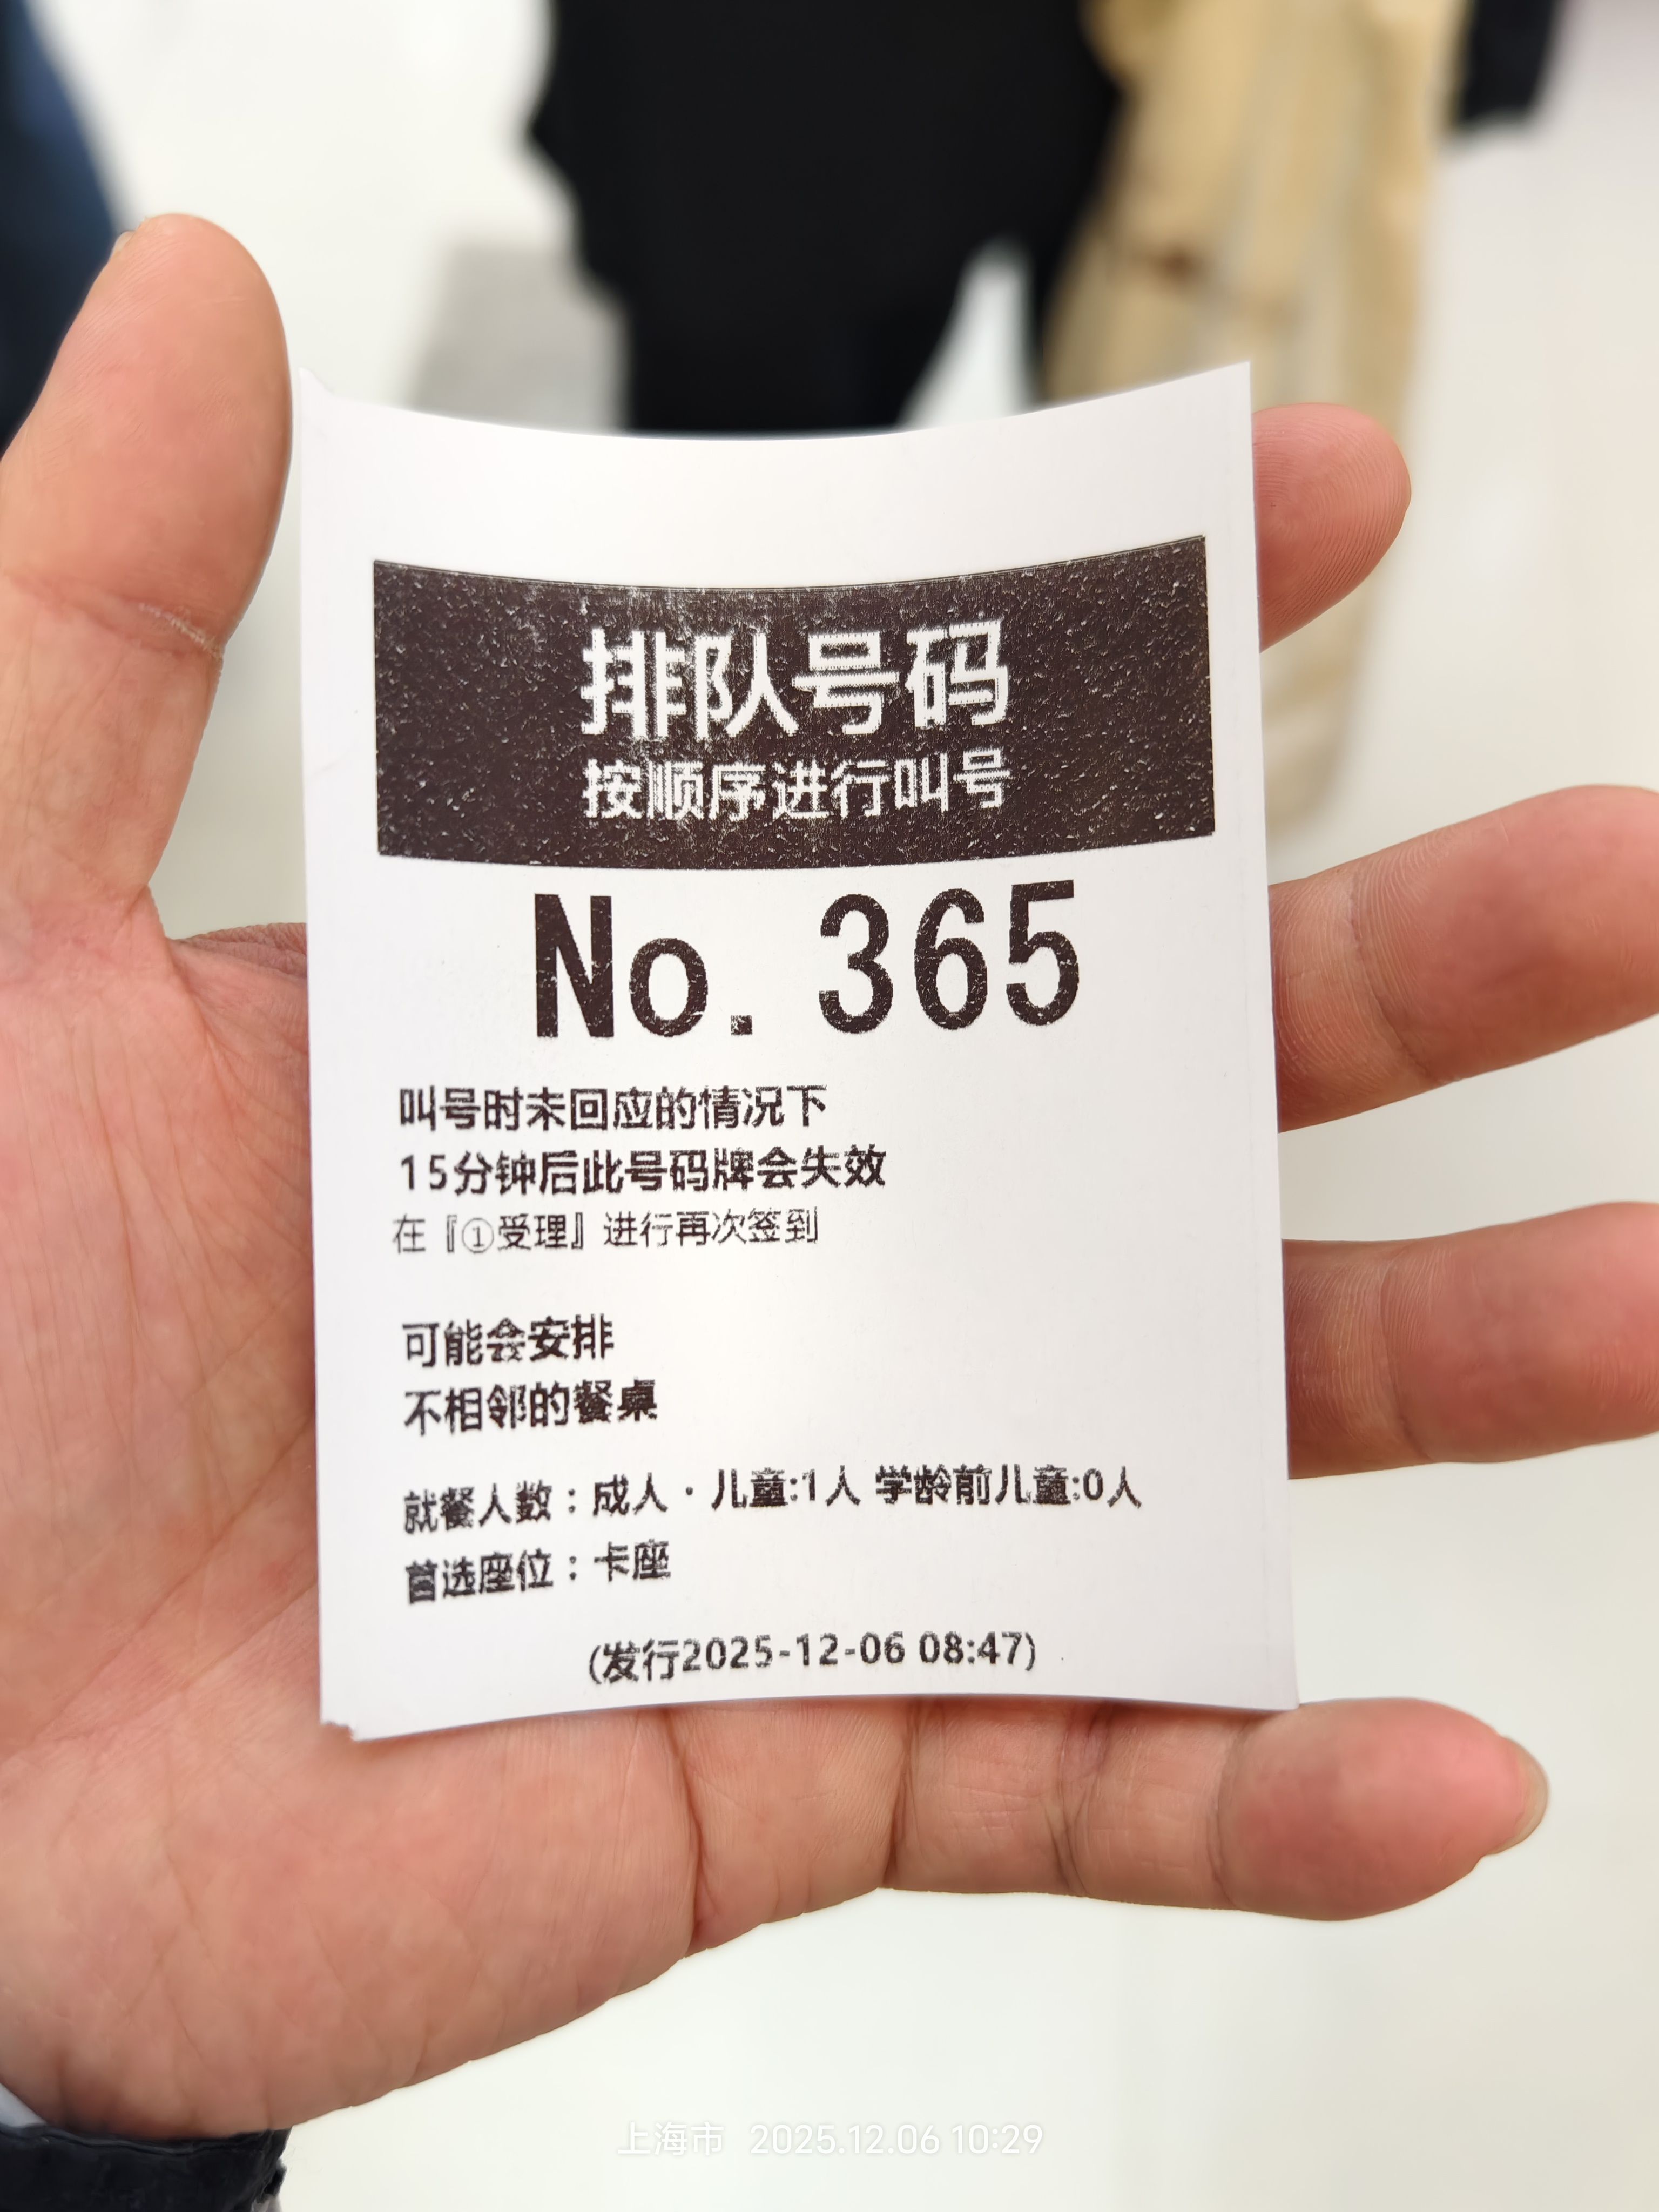 排队号码
按顺序进行叫号
No. 365
叫号时未回应的情况下
15分钟后此号码牌会失效
在『①受理』进行再次签到
可能会安排
不相邻的餐桌
就餐人数：成人・儿童:1人 学龄前儿童:0人
首选座位：卡座
(发行2025-12-06 08:47)
上海市 2025.12.06 10:29